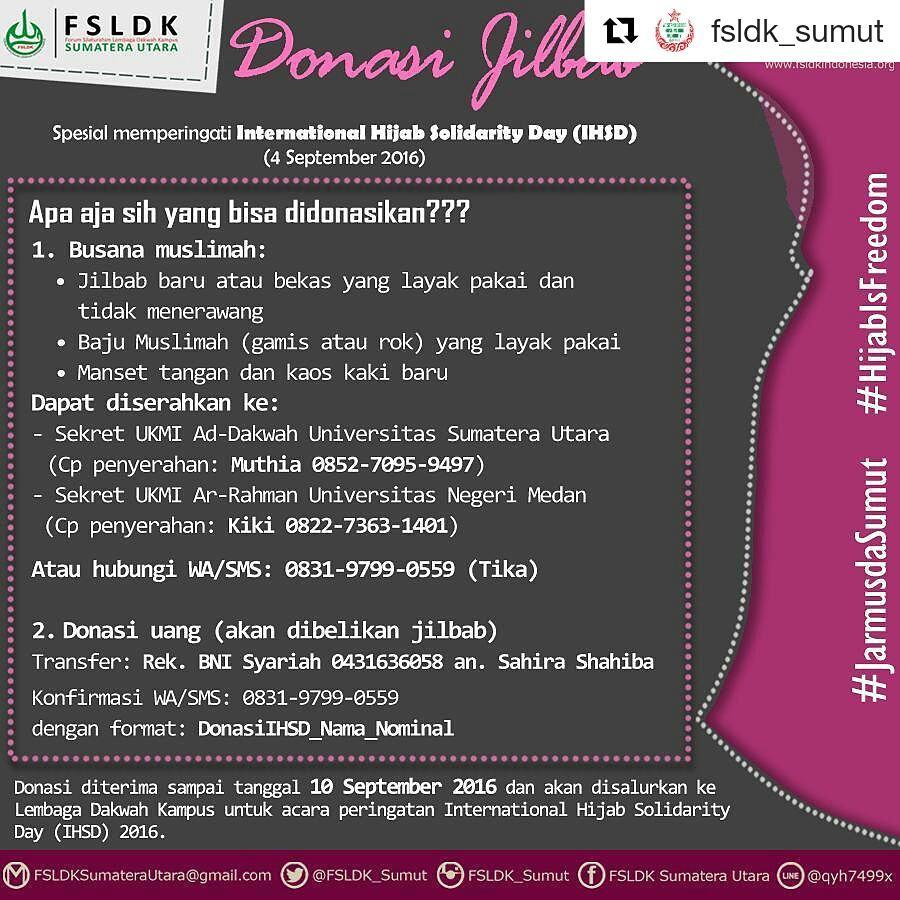 FSLDK
Forum Silaturahim Lembaga Dakwah Kampus
SUMATERA UTARA
FSLDK
fsldk_sumut
Donasi Jilbab
www.fsldkindonesia.org
Spesial memperingati International Hijab Solidarity Day (IHSD)
(4 September 2016)
Apa aja sih yang bisa didonasikan???
1. Busana muslimah:
• Jilbab baru atau bekas yang layak pakai dan
tidak menerawang
• Baju Muslimah (gamis atau rok) yang layak pakai
• Manset tangan dan kaos kaki baru
Dapat diserahkan ke:
- Sekret UKMI Ad-Dakwah Universitas Sumatera Utara
(Cp penyerahan: Muthia 0852-7095-9497)
- Sekret UKMI Ar-Rahman Universitas Negeri Medan
(Cp penyerahan: Kiki 0822-7363-1401)
Atau hubungi WA/SMS: 0831-9799-0559 (Tika)
2. Donasi uang (akan dibelikan jilbab)
Transfer: Rek. BNI Syariah 0431636058 an. Sahira Shahiba
Konfirmasi WA/SMS: 0831-9799-0559
dengan format: DonasiIHSD_Nama_Nominal
Donasi diterima sampai tanggal 10 September 2016 dan akan disalurkan ke
Lembaga Dakwah Kampus untuk acara peringatan International Hijab Solidarity
Day (IHSD) 2016.
#JarmusdaSumut #HijabIsFreedom
FSLDKSumateraUtara@gmail.com @FSLDK_Sumut FSLDK_Sumut FSLDK Sumatera Utara LINE @qyh7499x